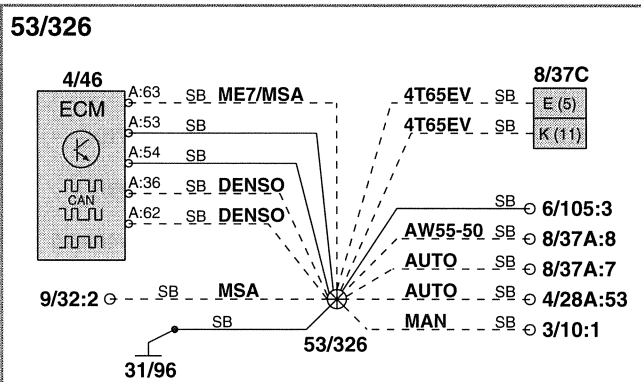 53/326
4/46
ECM
CAN
A:63 SB ME7/MSA
A:53 SB
A:54 SB
A:36 SB DENSO
A:62 SB DENSO
9/32:2 SB MSA
SB
31/96
53/326
8/37C
4T65EV SB E (5)
4T65EV SB K (11)
SB 6/105:3
AW55-50 SB 8/37A:8
AUTO SB 8/37A:7
AUTO SB 4/28A:53
MAN SB 3/10:1